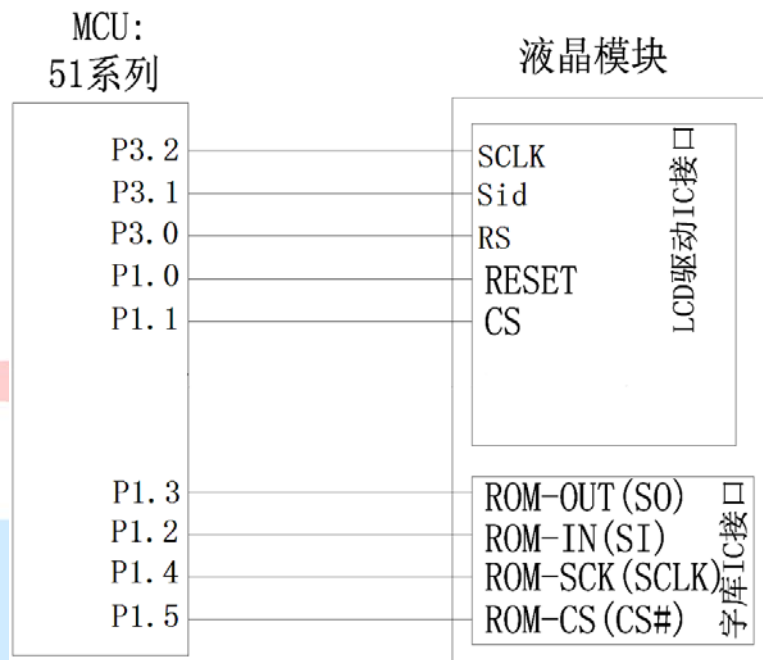 MCU:
51系列
液晶模块
P3.2
SCLK
P3.1
Sid
P3.0
RS
P1.0
RESET
P1.1
CS
LCD驱动IC接口
P1.3
ROM-OUT(SO)
P1.2
ROM-IN(SI)
P1.4
ROM-SCK(SCLK)
P1.5
ROM-CS(CS#)
字库IC接口